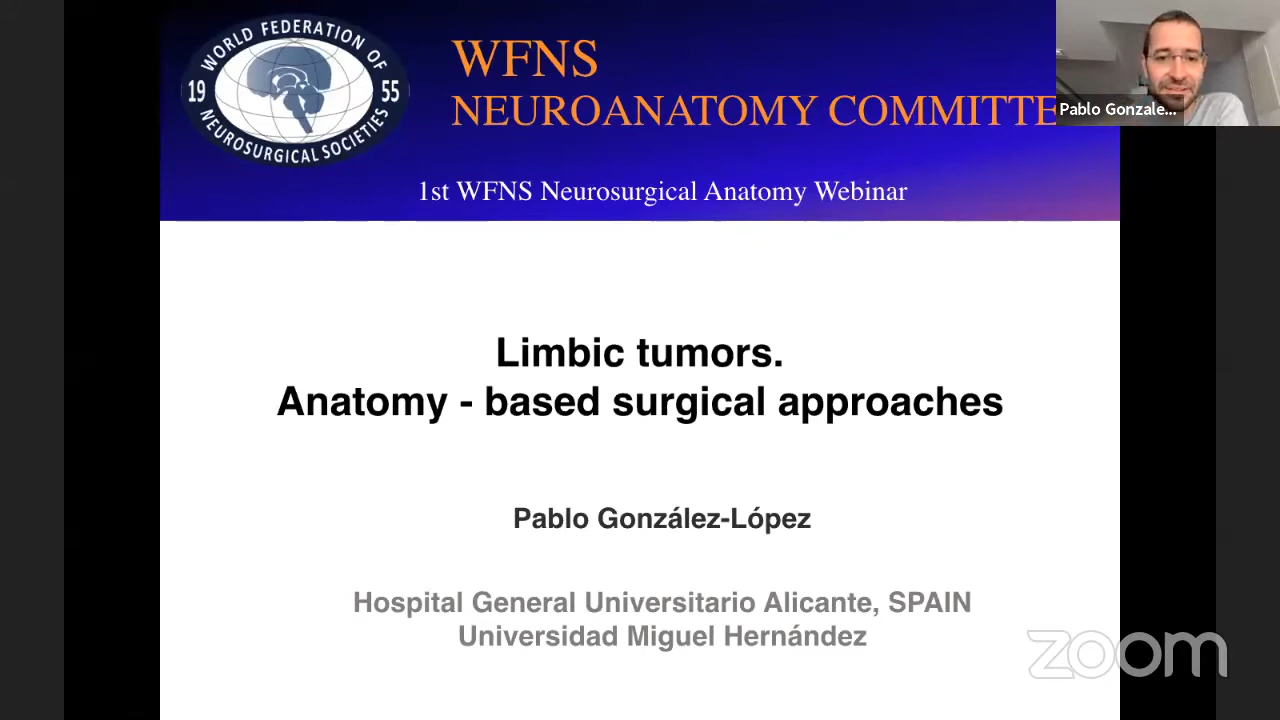 WORLD FEDERATION OF
19 55
NEUROSURGICAL SOCIETIES
WFNS
NEUROANATOMY COMMITTE
Pablo Gonzale...
1st WFNS Neurosurgical Anatomy Webinar
Limbic tumors.
Anatomy - based surgical approaches
Pablo González-López
Hospital General Universitario Alicante, SPAIN
Universidad Miguel Hernández
zoom